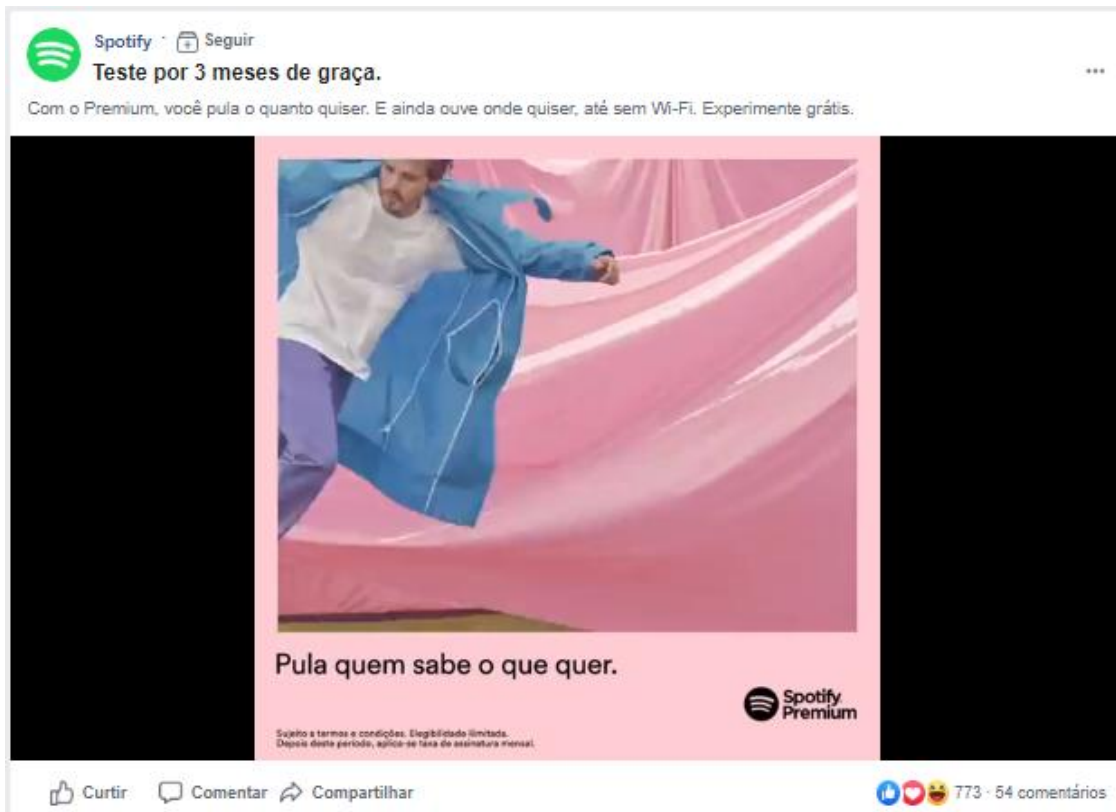 Spotify · Seguir
Teste por 3 meses de graça.
Com o Premium, você pula o quanto quiser. E ainda ouve onde quiser, até sem Wi-Fi. Experimente grátis.
Pula quem sabe o que quer.
Spotify
Premium
Sujeito a termos e condições. Elegibilidade ilimitada.
Depois deste período, aplica-se taxa de assinatura mensal.
Curtir Comentar Compartilhar 773 · 54 comentários